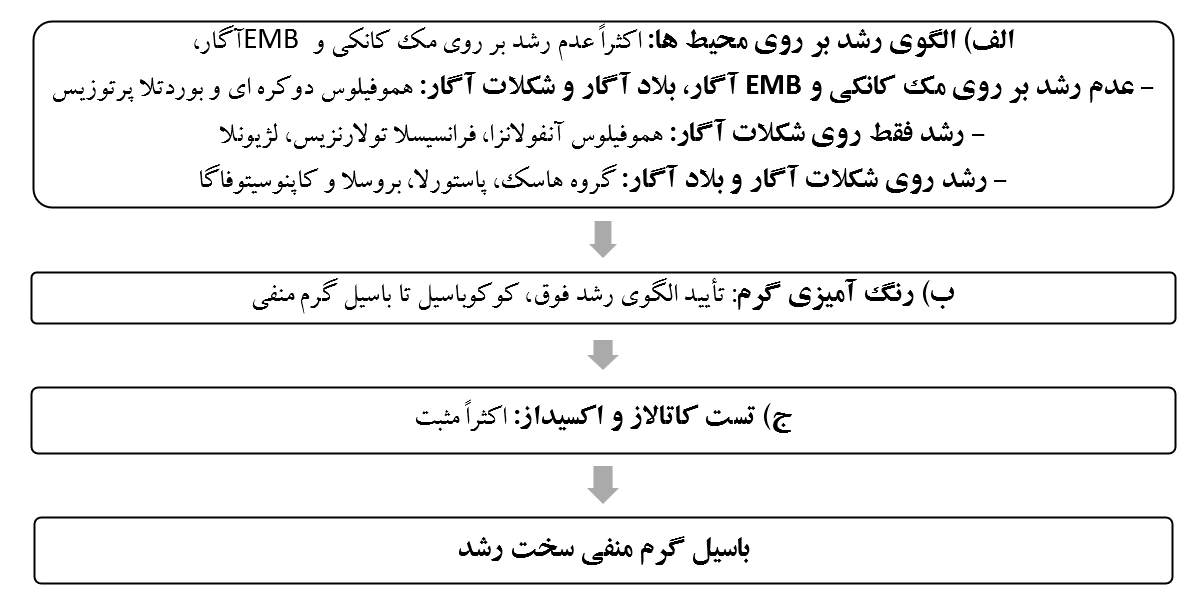 الف) الگوی رشد بر روی محیط ها: اکثراً عدم رشد بر روی مک کانکی و EMBآگار،
- عدم رشد بر روی مک کانکی و EMB آگار، بلاد آگار و شکلات آگار: هموفیلوس دوکره ای و بوردتلا پرتوزیس
- رشد فقط روی شکلات آگار: هموفیلوس آنفولانزا، فرانسیسلا تولارنزیس، لژیونلا
- رشد روی شکلات آگار و بلاد آگار: گروه هاسک، پاستورلا، بروسلا و کاپنوسیتوفاگا
ب) رنگ آمیزی گرم: تأیید الگوی رشد فوق، کوکوباسیل تا باسیل گرم منفی
ج) تست کاتالاز و اکسیداز: اکثراً مثبت
باسیل گرم منفی سخت رشد